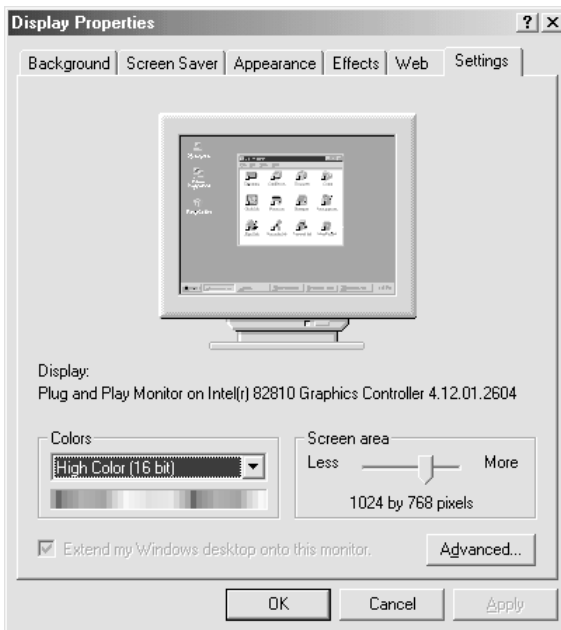 Display Properties
Background Screen Saver Appearance Effects Web Settings
Display:
Plug and Play Monitor on Intel(r) 82810 Graphics Controller 4.12.01.2604
Colors
High Color (16 bit)
Screen area
Less More
1024 by 768 pixels
Extend my Windows desktop onto this monitor.
Advanced...
OK Cancel Apply